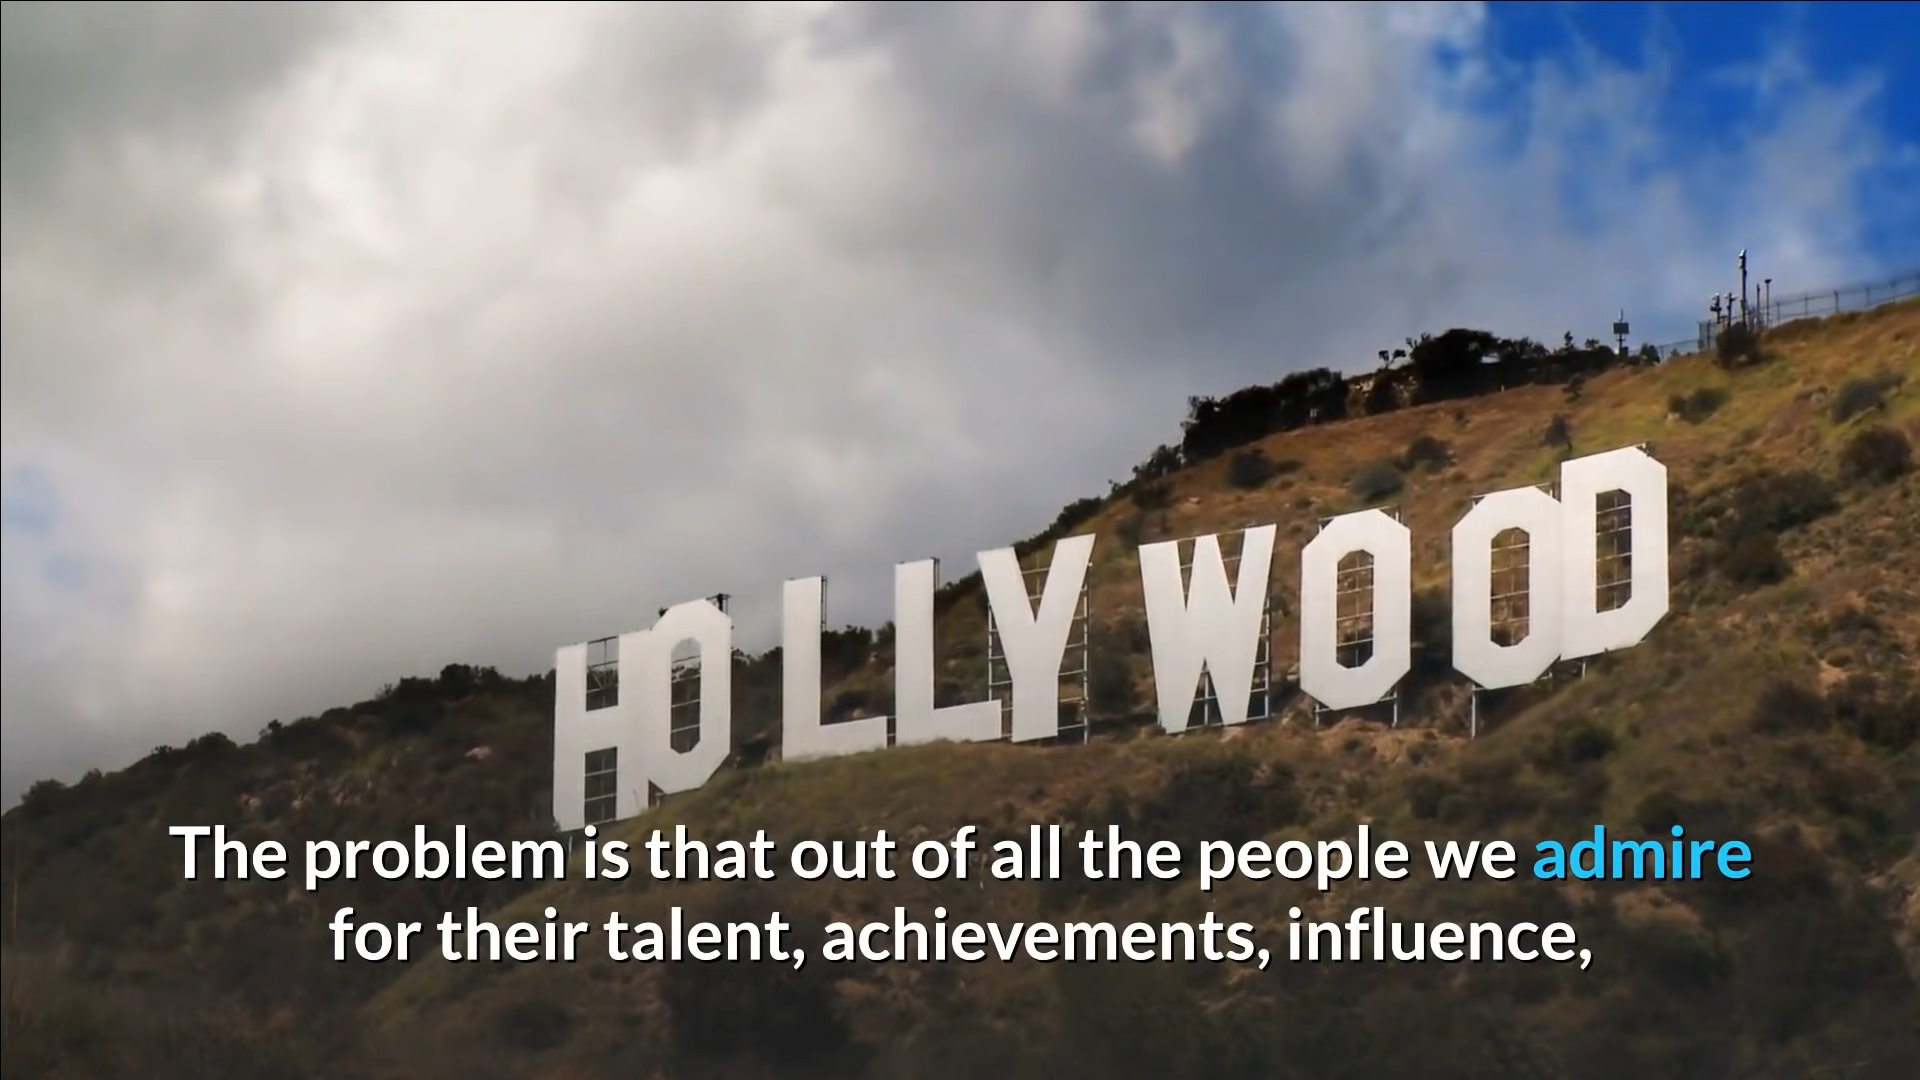 HOLLYWOOD
The problem is that out of all the people we admire
for their talent, achievements, influence,